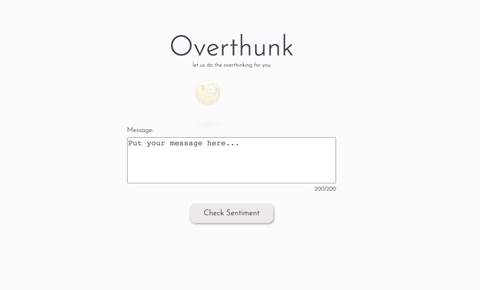 Overthunk
let us do the overthinking for you
Message:
Put your message here...
200/200
Check Sentiment